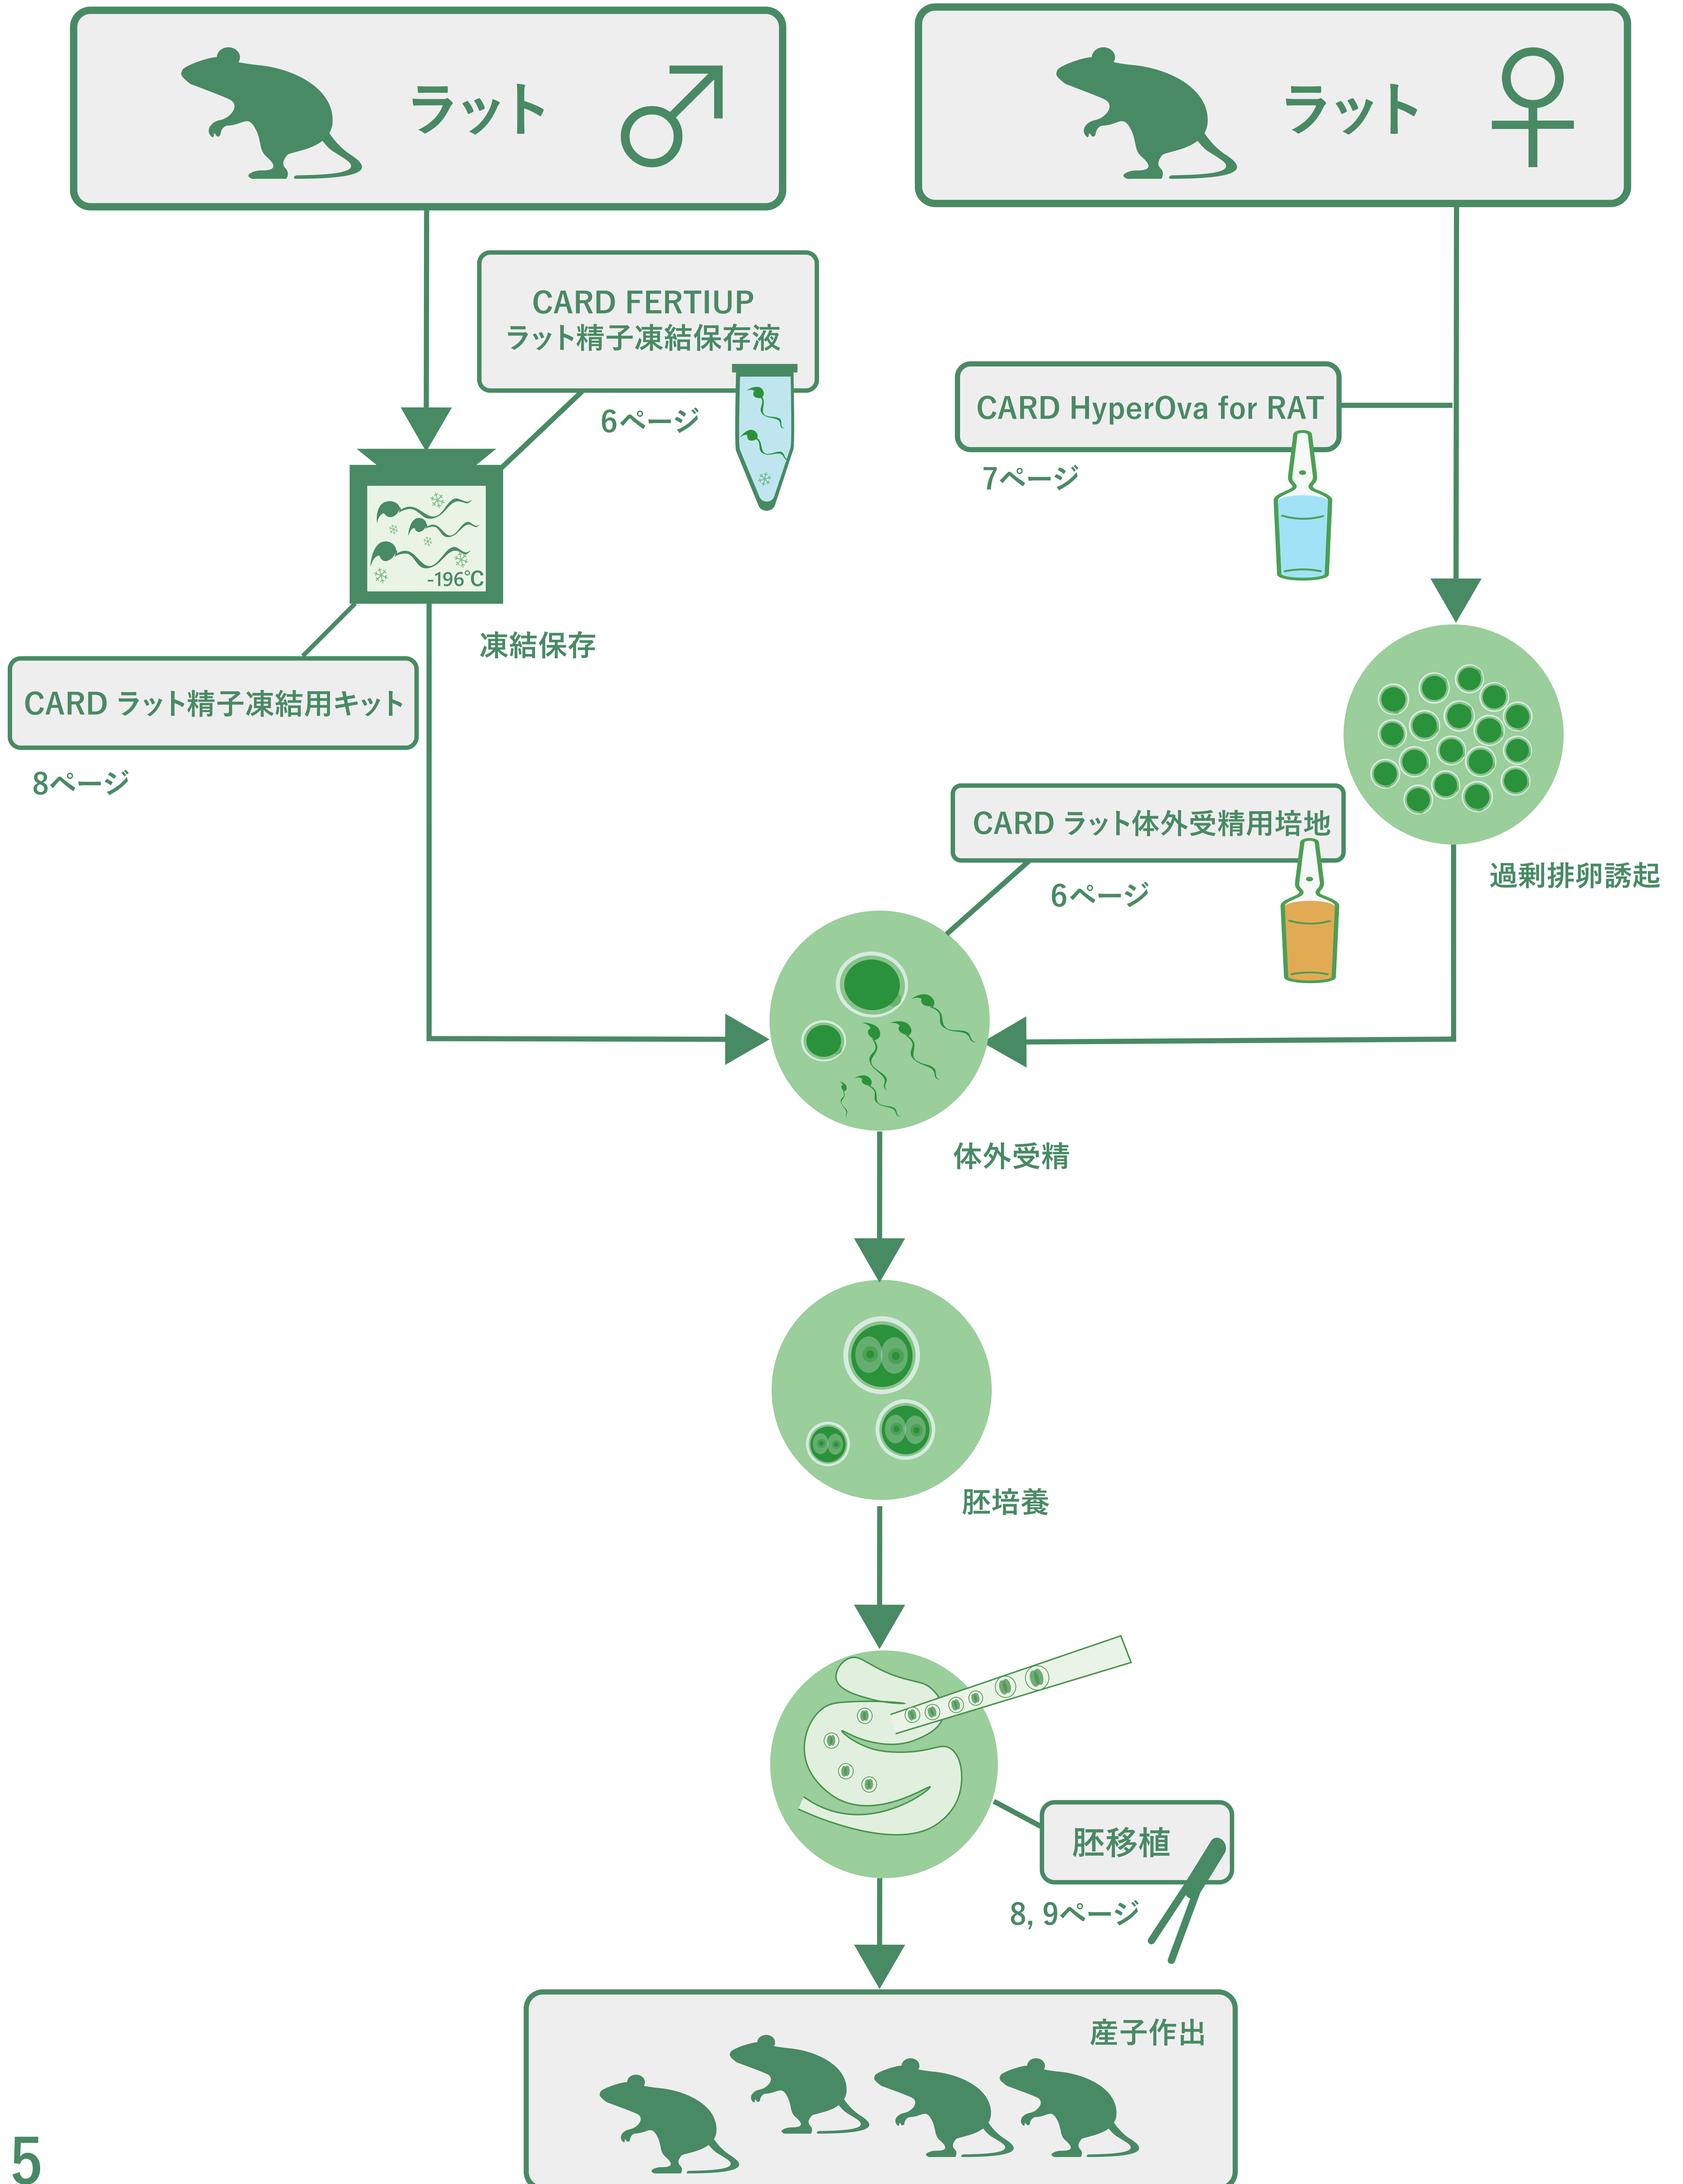 ラット
ラット
CARD FERTIUP
ラット精子凍結保存液
6ページ
CARD HyperOva for RAT
7ページ
-196℃
凍結保存
CARD ラット精子凍結用キット
8ページ
CARD ラット体外受精用培地
6ページ
過剰排卵誘起
体外受精
胚培養
胚移植
8, 9ページ
産子作出
5